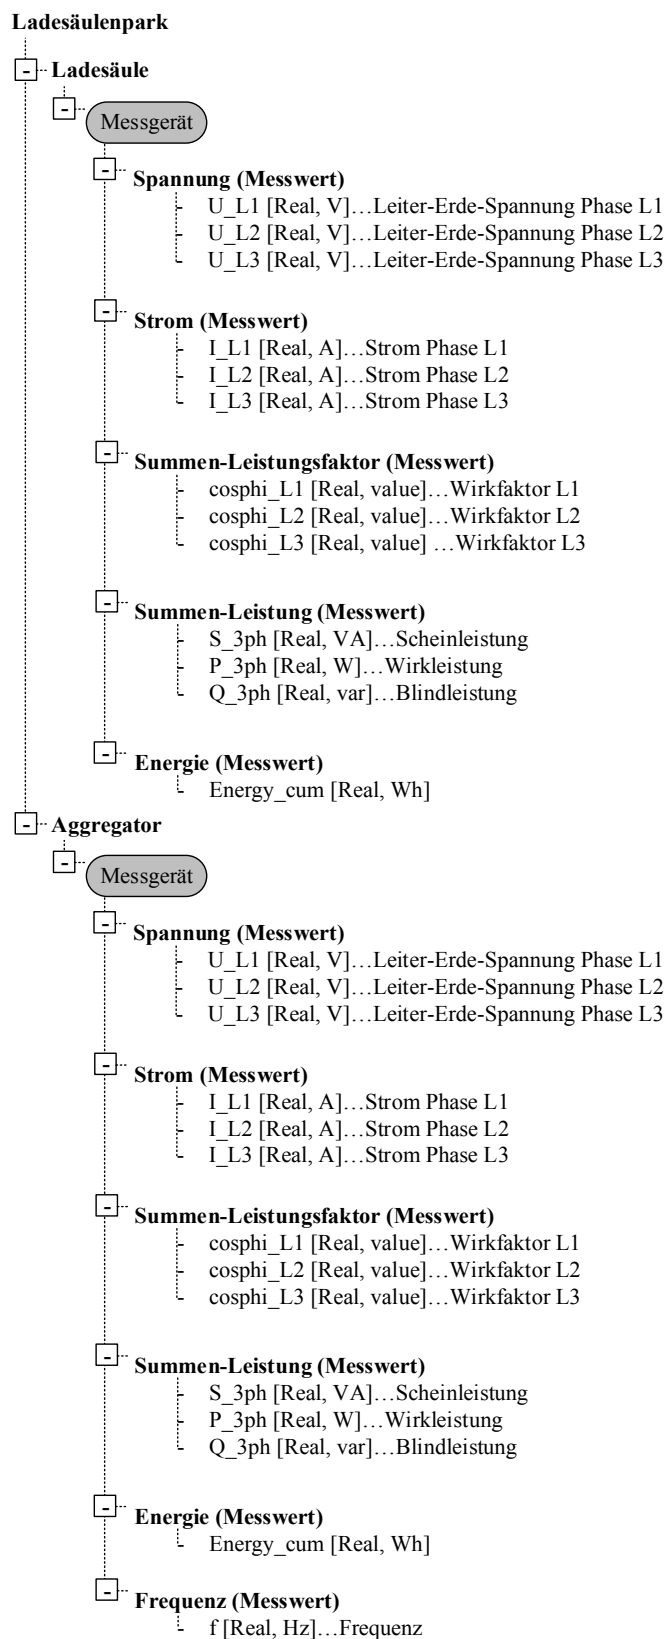 Ladesäulenpark
Ladesäule
Messgerät
Spannung (Messwert)
U_L1 [Real, V]…Leiter-Erde-Spannung Phase L1
U_L2 [Real, V]…Leiter-Erde-Spannung Phase L2
U_L3 [Real, V]…Leiter-Erde-Spannung Phase L3
Strom (Messwert)
I_L1 [Real, A]…Strom Phase L1
I_L2 [Real, A]…Strom Phase L2
I_L3 [Real, A]…Strom Phase L3
Summen-Leistungsfaktor (Messwert)
cosphi_L1 [Real, value]…Wirkfaktor L1
cosphi_L2 [Real, value]…Wirkfaktor L2
cosphi_L3 [Real, value] …Wirkfaktor L3
Summen-Leistung (Messwert)
S_3ph [Real, VA]…Scheinleistung
P_3ph [Real, W]…Wirkleistung
Q_3ph [Real, var]…Blindleistung
Energie (Messwert)
Energy_cum [Real, Wh]
Aggregator
Messgerät
Spannung (Messwert)
U_L1 [Real, V]…Leiter-Erde-Spannung Phase L1
U_L2 [Real, V]…Leiter-Erde-Spannung Phase L2
U_L3 [Real, V]…Leiter-Erde-Spannung Phase L3
Strom (Messwert)
I_L1 [Real, A]…Strom Phase L1
I_L2 [Real, A]…Strom Phase L2
I_L3 [Real, A]…Strom Phase L3
Summen-Leistungsfaktor (Messwert)
cosphi_L1 [Real, value]…Wirkfaktor L1
cosphi_L2 [Real, value]…Wirkfaktor L2
cosphi_L3 [Real, value]…Wirkfaktor L3
Summen-Leistung (Messwert)
S_3ph [Real, VA]…Scheinleistung
P_3ph [Real, W]…Wirkleistung
Q_3ph [Real, var]…Blindleistung
Energie (Messwert)
Energy_cum [Real, Wh]
Frequenz (Messwert)
f [Real, Hz]…Frequenz